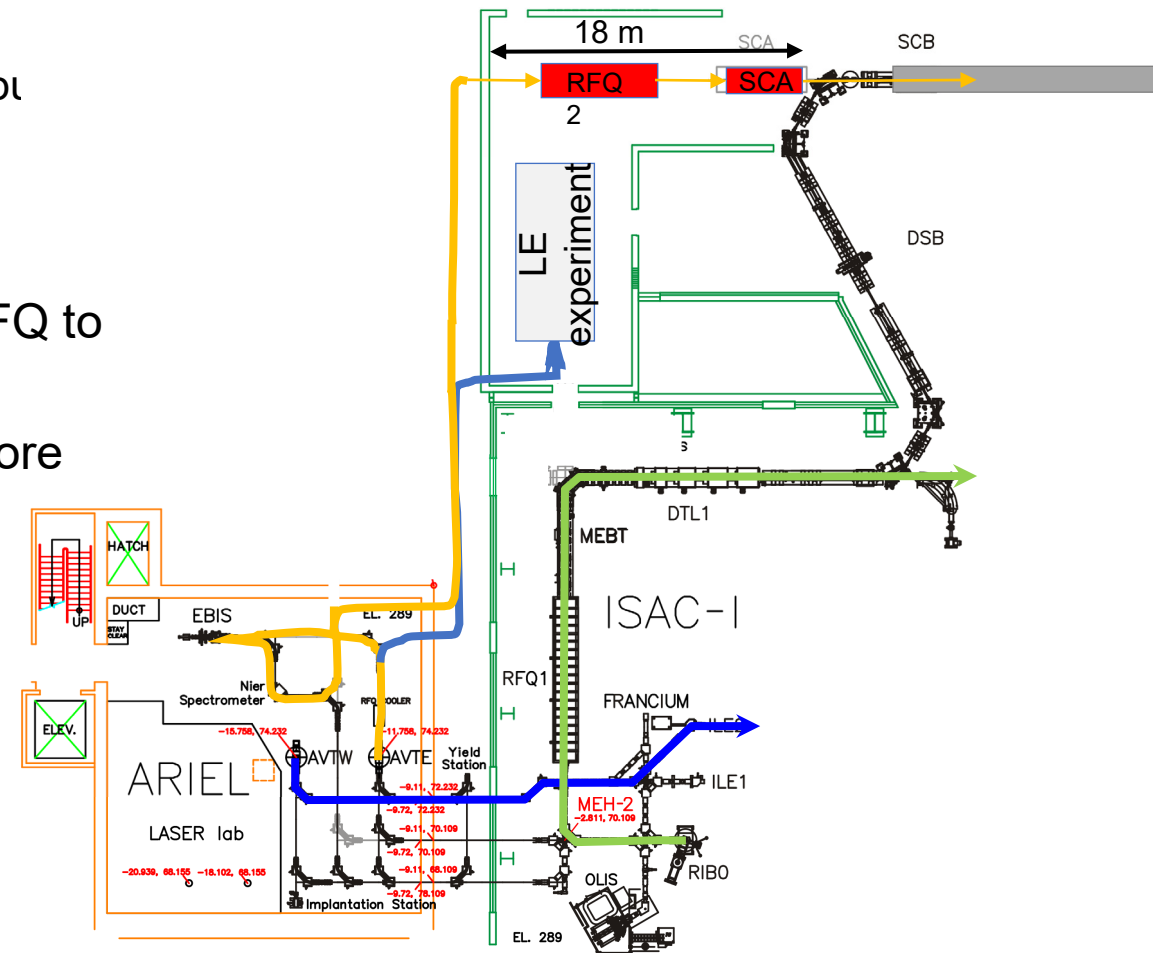 18 m
SCA
SCB
RFQ
2
SCA
LE
experiment
DSB
FQ to
ore
s
DTL1
MEBT
HATCH
ISAC-I
DUCT
EBIS
EL. 289
UP
STAY
CLEAR
RFQ1
Nier
Spectrometer
FRANCIUM
ELEV.
-15.758, 74.232
-11.758, 74.232
AVTW
AVTE
Yield
Station
ARIEL
ILE1
-9.11, 72.232
-9.72, 72.232
MEH-2
-2.811, 70.109
LASER lab
-9.11, 70.109
-9.72, 70.109
RIBO
-20.939, 68.155
-18.102, 68.155
-9.11, 68.109
-9.72, 78.109
OLIS
Implantation Station
EL. 289